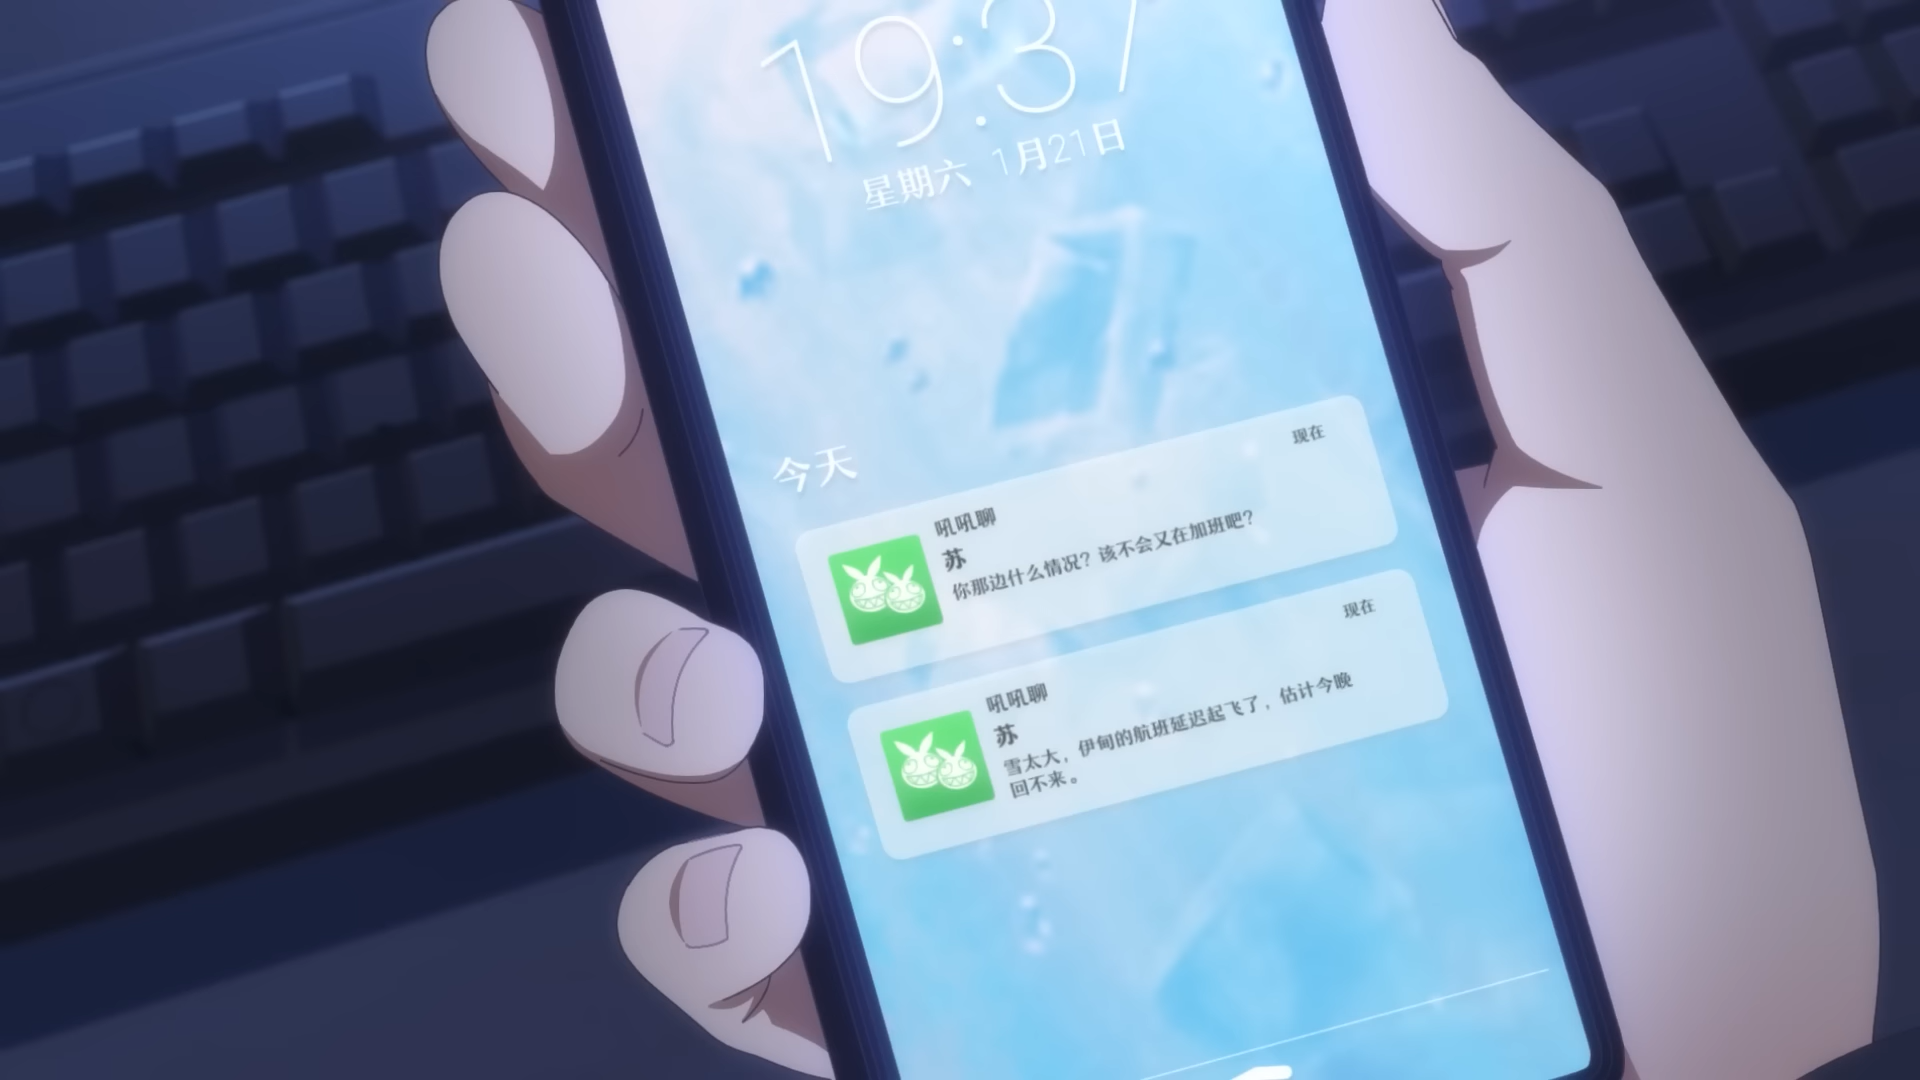 19:37
星期六 1月21日
今天
现在
吼吼聊
苏
你那边什么情况？该不会又在加班吧？
现在
吼吼聊
苏
雪太大，伊甸的航班延迟起飞了，估计今晚
回不来。